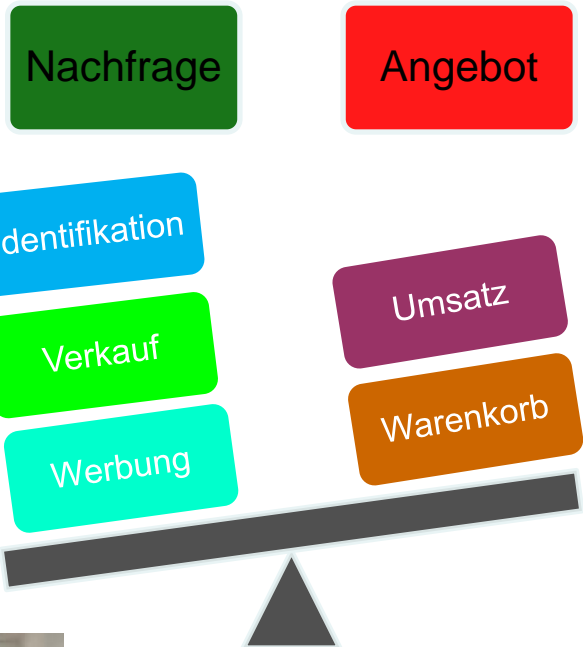 Nachfrage
Angebot
dentifikation
Umsatz
Verkauf
Warenkorb
Werbung